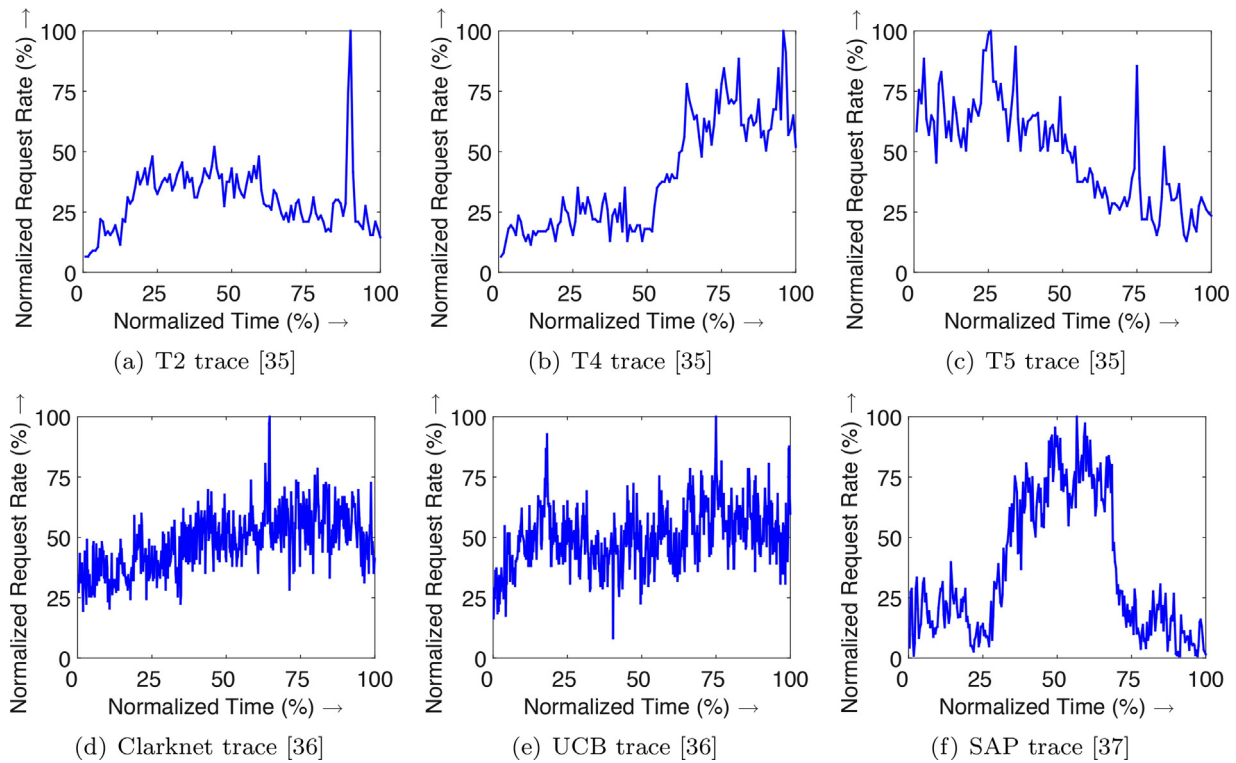 Normalized Request Rate (%) →
100
75
50
25
0
0 25 50 75 100
Normalized Time (%) →
(a) T2 trace [35]
Normalized Request Rate (%) →
100
75
50
25
0
0 25 50 75 100
Normalized Time (%) →
(b) T4 trace [35]
Normalized Request Rate (%) →
100
75
50
25
0
0 25 50 75 100
Normalized Time (%) →
(c) T5 trace [35]
Normalized Request Rate (%) →
100
75
50
25
0
0 25 50 75 100
Normalized Time (%) →
(d) Clarknet trace [36]
Normalized Request Rate (%) →
100
75
50
25
0
0 25 50 75 100
Normalized Time (%) →
(e) UCB trace [36]
Normalized Request Rate (%) →
100
75
50
25
0
0 25 50 75 100
Normalized Time (%) →
(f) SAP trace [37]